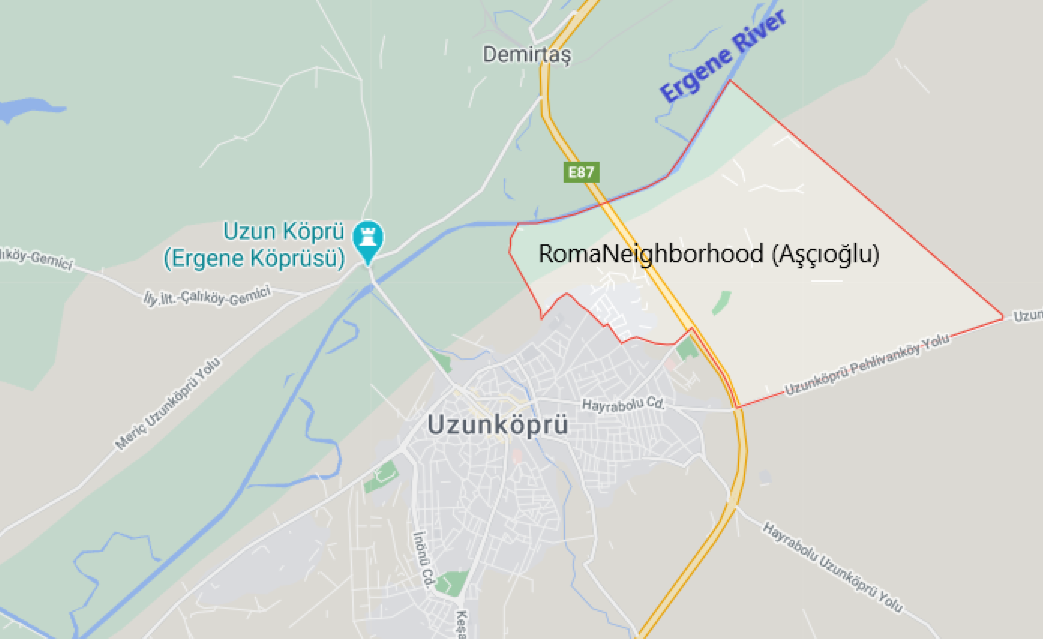 Demirtaş
Ergene River
E87
Uzun Köprü
(Ergene Köprüsü)
RomaNeighborhood (Aşçıoğlu)
ıliköy-Gemici
İly.İlt.-Çalıköy-Gemici
Uzun
Uzunköprü Pehlivanköy Yolu
Meriç Uzunköprü Yolu
Hayrabolu Cd.
Uzunköprü
İnönü Cd.
Hayrabolu Uzunköprü Yolu
Keşa